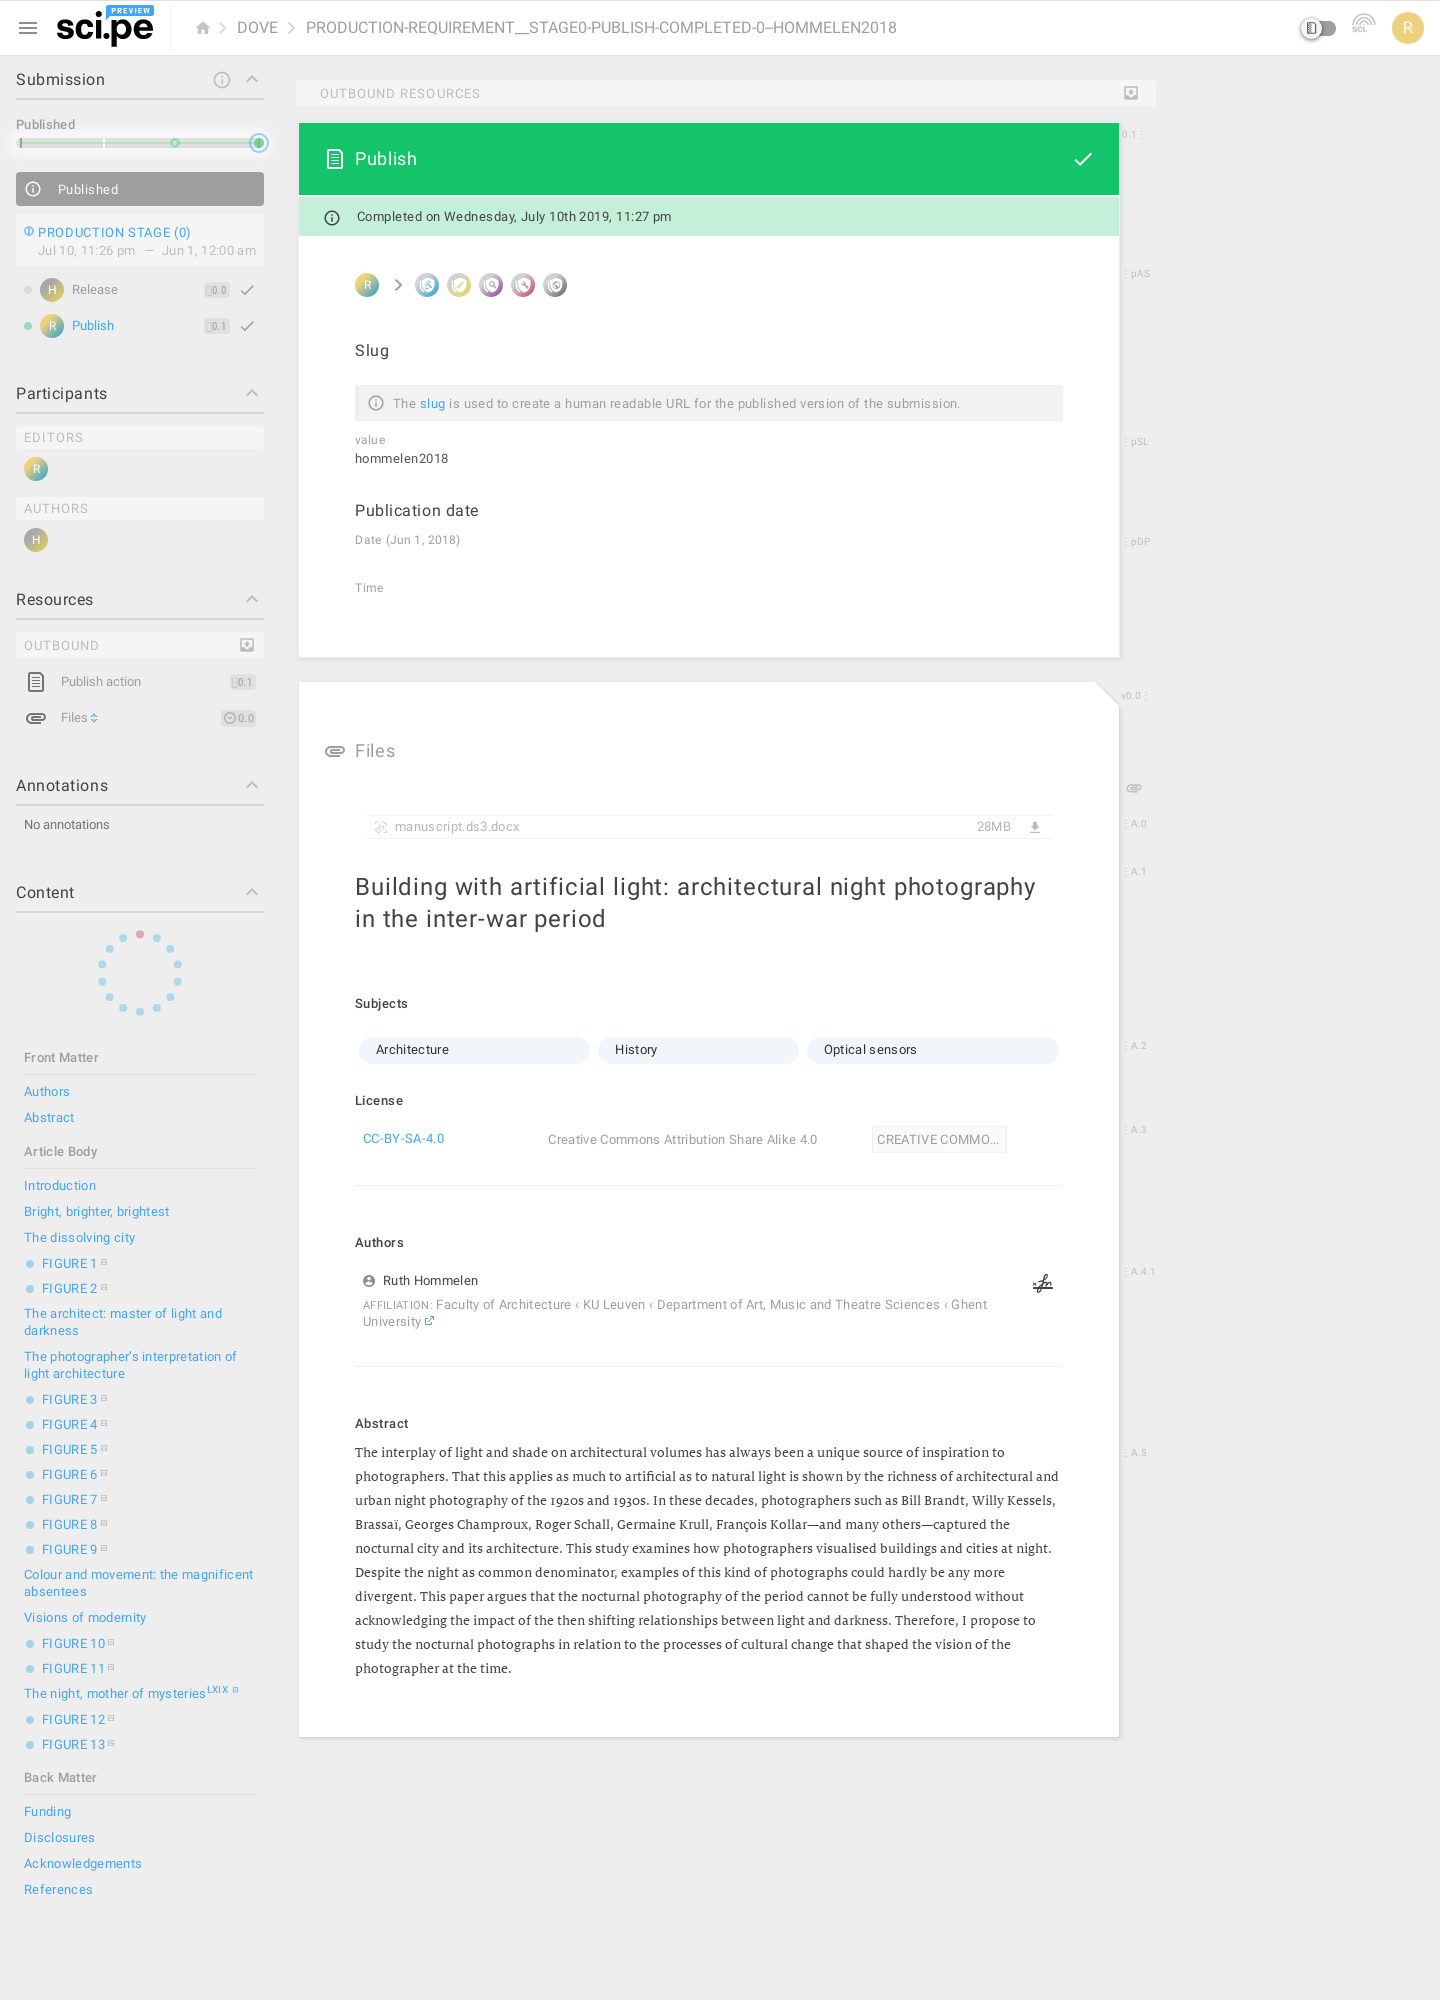 PREVIEW
sci.pe
DOVE
PRODUCTION-REQUIREMENT__STAGE0-PUBLISH-COMPLETED-0--HOMMELEN2018
SCI.
R
Submission
Published
Published
PRODUCTION STAGE (0)
Jul 10, 11:26 pm — Jun 1, 12:00 am
H Release 0.0
R Publish 0.1
Participants
EDITORS
R
AUTHORS
H
Resources
OUTBOUND
Publish action 0.1
Files 0.0
Annotations
No annotations
Content
Front Matter
Authors
Abstract
Article Body
Introduction
Bright, brighter, brightest
The dissolving city
FIGURE 1
FIGURE 2
The architect: master of light and
darkness
The photographer's interpretation of
light architecture
FIGURE 3
FIGURE 4
FIGURE 5
FIGURE 6
FIGURE 7
FIGURE 8
FIGURE 9
Colour and movement: the magnificent
absentees
Visions of modernity
FIGURE 10
FIGURE 11
The night, mother of mysteries LXIX
FIGURE 12
FIGURE 13
Back Matter
Funding
Disclosures
Acknowledgements
References
OUTBOUND RESOURCES
Publish
0.1
Completed on Wednesday, July 10th 2019, 11:27 pm
R
pAS
Slug
The slug is used to create a human readable URL for the published version of the submission.
value
pSL
hommelen2018
Publication date
Date (Jun 1, 2018)
pDP
Time
v0.0
Files
manuscript.ds3.docx 28MB
A.0
A.1
Building with artificial light: architectural night photography
in the inter-war period
Subjects
Architecture History Optical sensors
A.2
License
CC-BY-SA-4.0 Creative Commons Attribution Share Alike 4.0 CREATIVE COMMO...
A.3
Authors
A.4.1
Ruth Hommelen
AFFILIATION: Faculty of Architecture ‹ KU Leuven ‹ Department of Art, Music and Theatre Sciences ‹ Ghent
University
Abstract
A.5
The interplay of light and shade on architectural volumes has always been a unique source of inspiration to
photographers. That this applies as much to artificial as to natural light is shown by the richness of architectural and
urban night photography of the 1920s and 1930s. In these decades, photographers such as Bill Brandt, Willy Kessels,
Brassaï, Georges Champroux, Roger Schall, Germaine Krull, François Kollar—and many others—captured the
nocturnal city and its architecture. This study examines how photographers visualised buildings and cities at night.
Despite the night as common denominator, examples of this kind of photographs could hardly be any more
divergent. This paper argues that the nocturnal photography of the period cannot be fully understood without
acknowledging the impact of the then shifting relationships between light and darkness. Therefore, I propose to
study the nocturnal photographs in relation to the processes of cultural change that shaped the vision of the
photographer at the time.